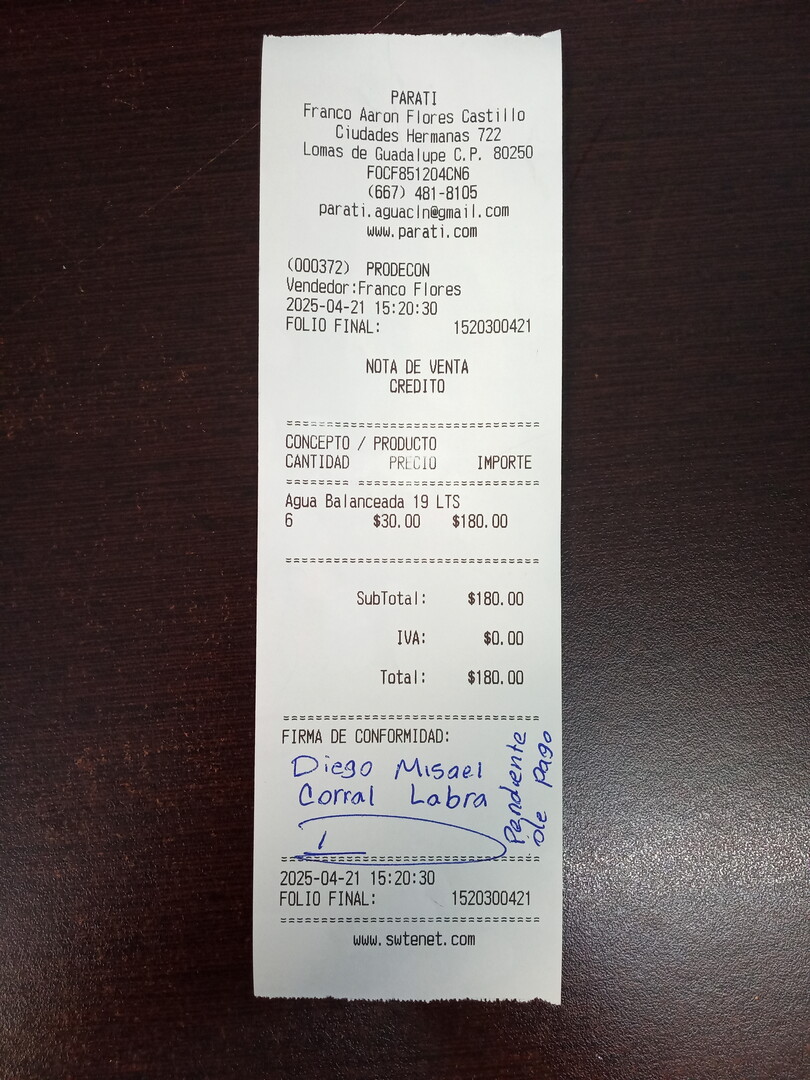 PARATI
Franco Aaron Flores Castillo
Ciudades Hermanas 722
Lomas de Guadalupe C.P. 80250
FOCF851204CN6
(667) 481-8105
parati.aguacln@gmail.com
www.parati.com
(000372) PRODECON
Vendedor:Franco Flores
2025-04-21 15:20:30
FOLIO FINAL: 1520300421
NOTA DE VENTA
CREDITO
CONCEPTO / PRODUCTO
CANTIDAD PRECIO IMPORTE
Agua Balanceada 19 LTS
6 $30.00 $180.00
SubTotal: $180.00
IVA: $0.00
Total: $180.00
FIRMA DE CONFORMIDAD:
Diego Misael
Corral Labra
Pendiente
de pago
2025-04-21 15:20:30
FOLIO FINAL: 1520300421
www.swtenet.com